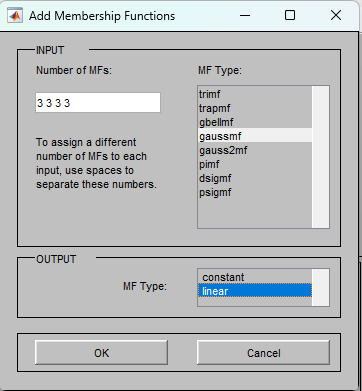 Add Membership Functions
INPUT
Number of MFs:
3 3 3 3
To assign a different
number of MFs to each
input, use spaces to
separate these numbers.
MF Type:
trimf
trapmf
gbellmf
gaussmf
gauss2mf
pimf
dsigmf
psigmf
OUTPUT
MF Type:
constant
linear
OK
Cancel